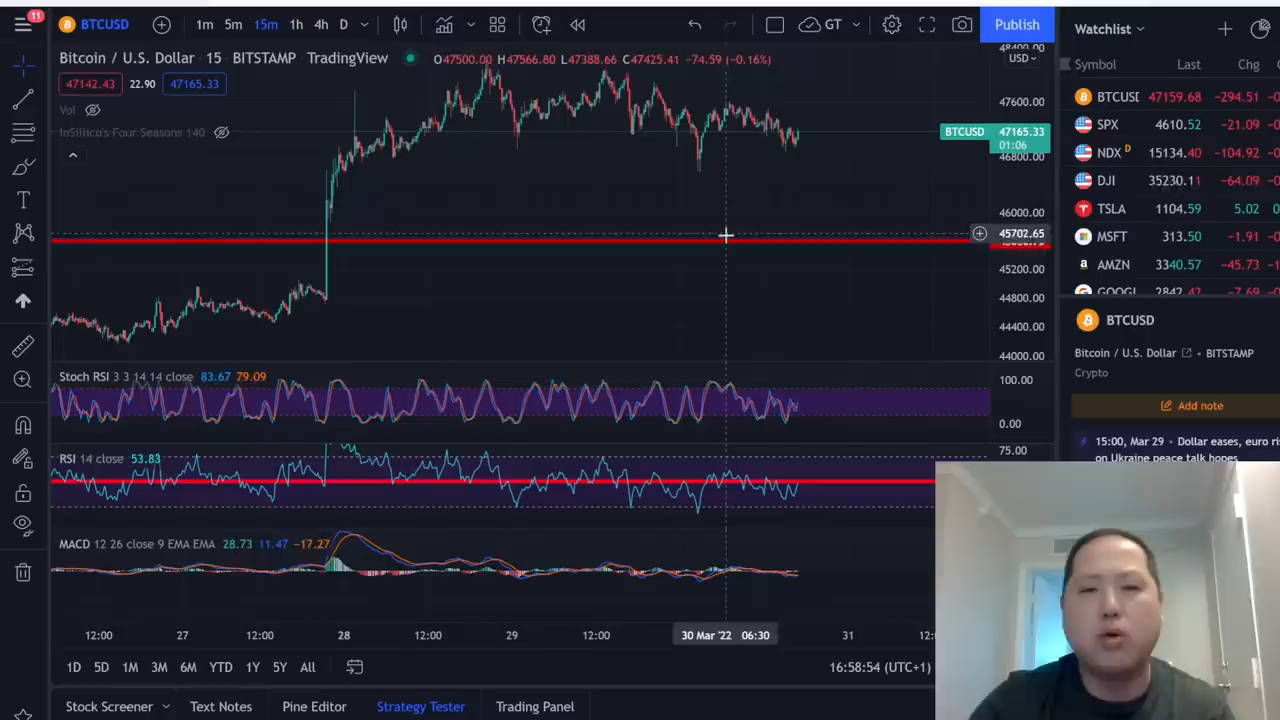 11
BTCUSD 1m 5m 15m 1h 4h D GT Publish
Watchlist
Bitcoin / U.S. Dollar · 15 · BITSTAMP · TradingView O47500.00 H47566.80 L47388.66 C47425.41 −74.59 (−0.16%)
48400.00
USD
47142.43 22.90 47165.33
Vol
InSilico's Four Seasons 140
47600.00
BTCUSD 47165.33
01:06
46800.00
46000.00
45702.65
45200.00
44800.00
44400.00
44000.00
Symbol Last Chg
BTCUSD 47159.68 −294.51
SPX 4610.52 −21.09
NDX D 15134.40 −104.92
DJI 35230.11 −64.09
TSLA 1104.59 5.02
MSFT 313.50 −1.91
AMZN 3340.57 −45.73
GOOGL 2842.42 −7.69
BTCUSD
Bitcoin / U.S. Dollar • BITSTAMP
Crypto
Add note
15:00, Mar 29 • Dollar eases, euro ris
on Ukraine peace talk hopes
Stoch RSI 3 3 14 14 close 83.67 79.09
100.00
0.00
RSI 14 close 53.83
75.00
MACD 12 26 close 9 EMA EMA 28.73 11.47 −17.27
12:00 27 12:00 28 12:00 29 12:00 30 Mar '22 06:30 31
1D 5D 1M 3M 6M YTD 1Y 5Y All
16:58:54 (UTC+1)
Stock Screener Text Notes Pine Editor Strategy Tester Trading Panel